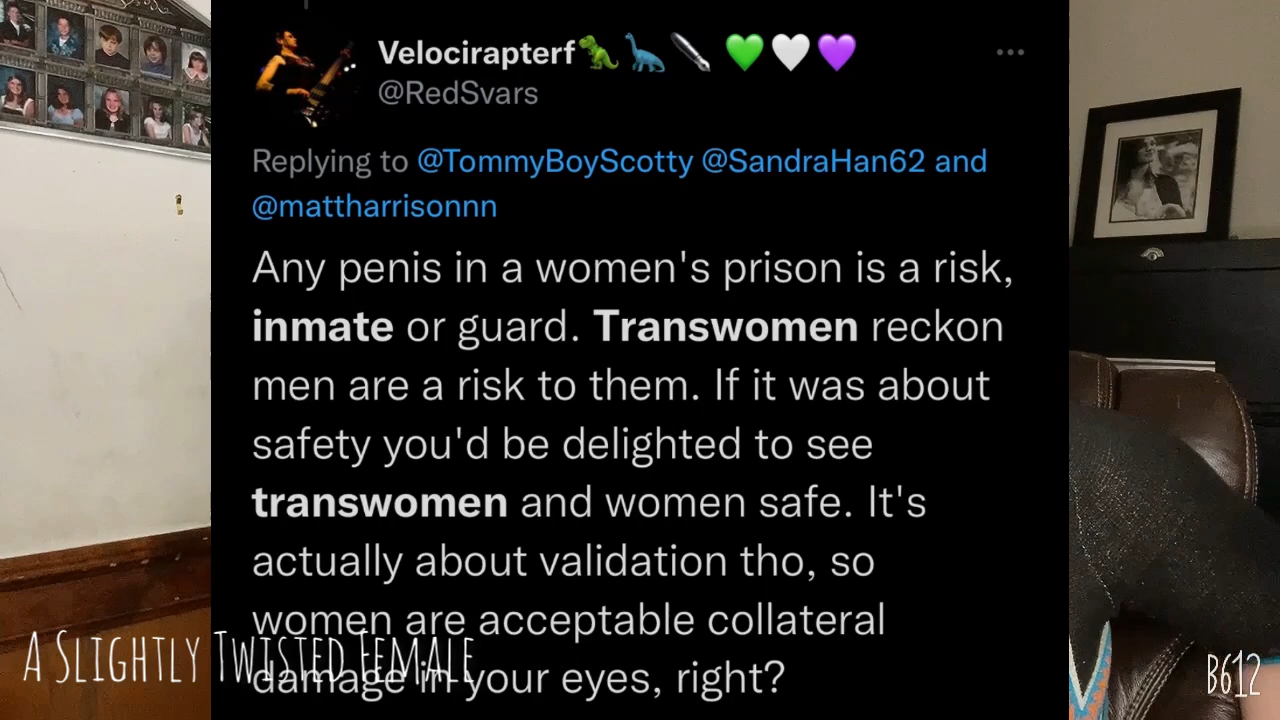 Velocirapterf🦖🦕🖋️💚🤍💜
@RedSvars
Replying to @TommyBoyScotty @SandraHan62 and
@mattharrisonnn
Any penis in a women's prison is a risk,
inmate or guard. Transwomen reckon
men are a risk to them. If it was about
safety you'd be delighted to see
transwomen and women safe. It's
actually about validation tho, so
women are acceptable collateral
damage in your eyes, right?
A Slightly Twisted Female
B612